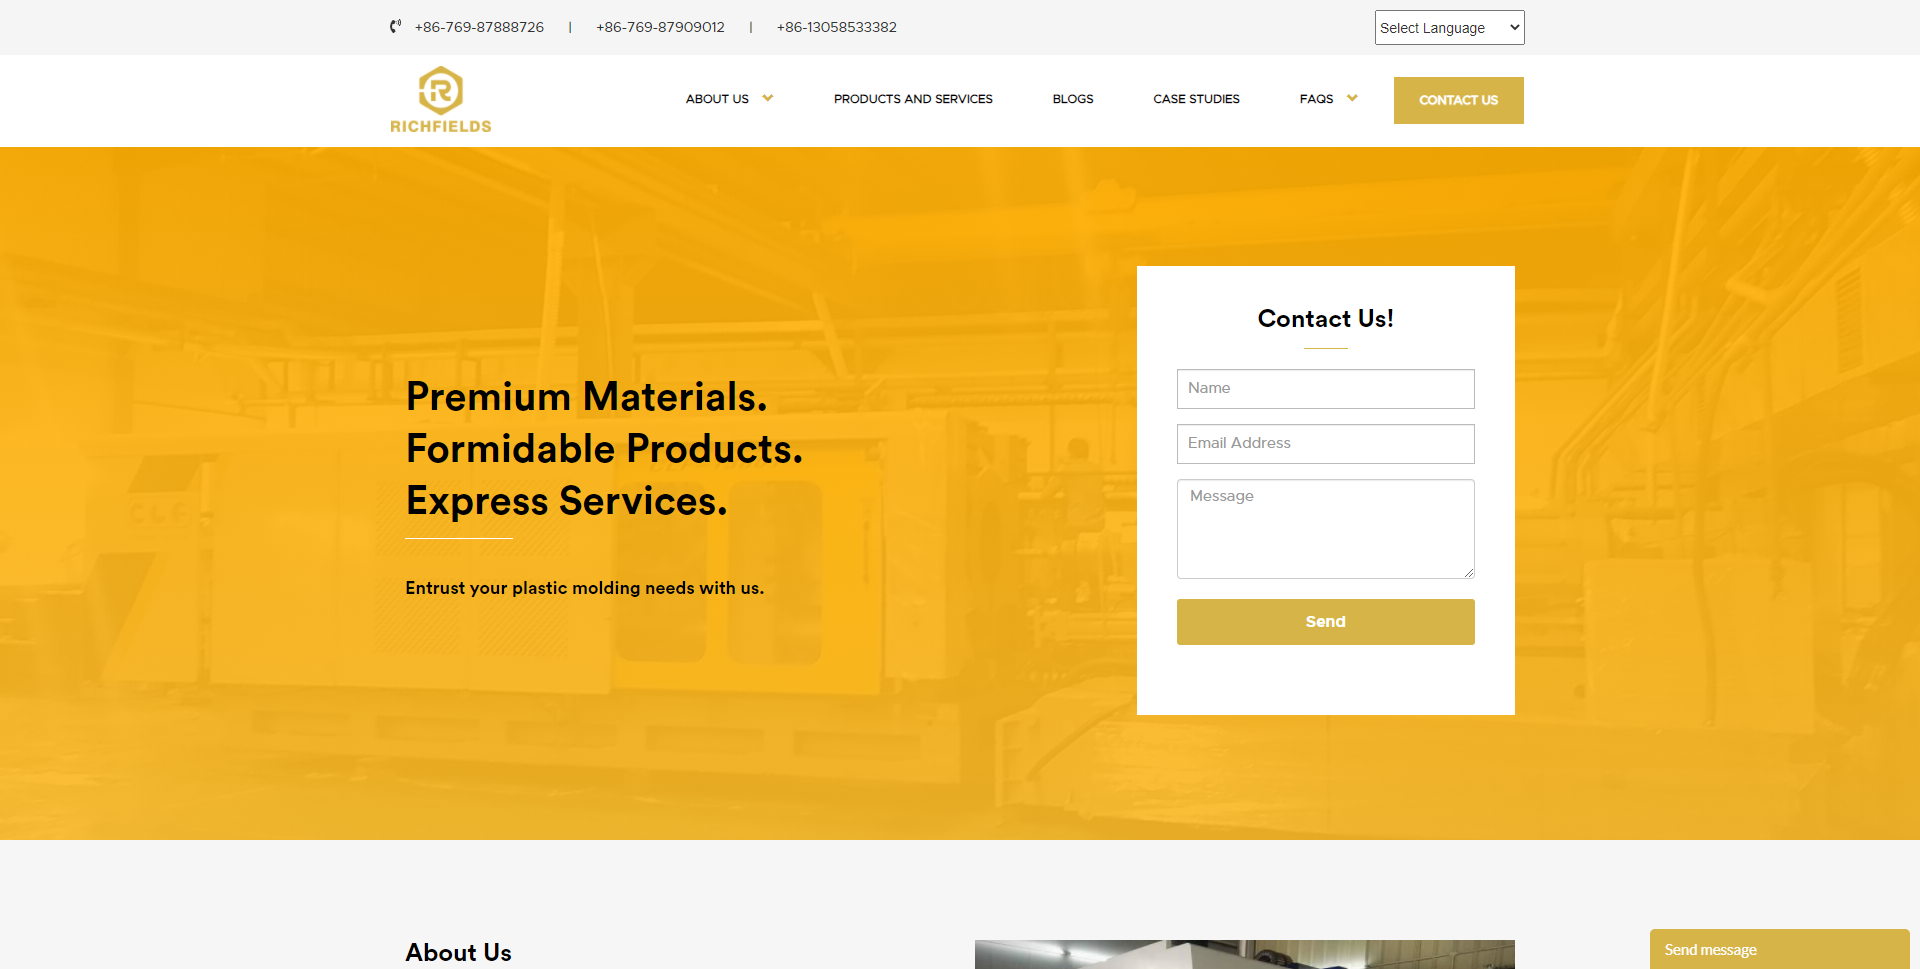 +86-769-87888726 | +86-769-87909012 | +86-13058533382
Select Language
RICHFIELDS
ABOUT US
PRODUCTS AND SERVICES
BLOGS
CASE STUDIES
FAQS
CONTACT US
Premium Materials.
Formidable Products.
Express Services.
Entrust your plastic molding needs with us.
Contact Us!
Name
Email Address
Message
Send
CLF
About Us
Send message